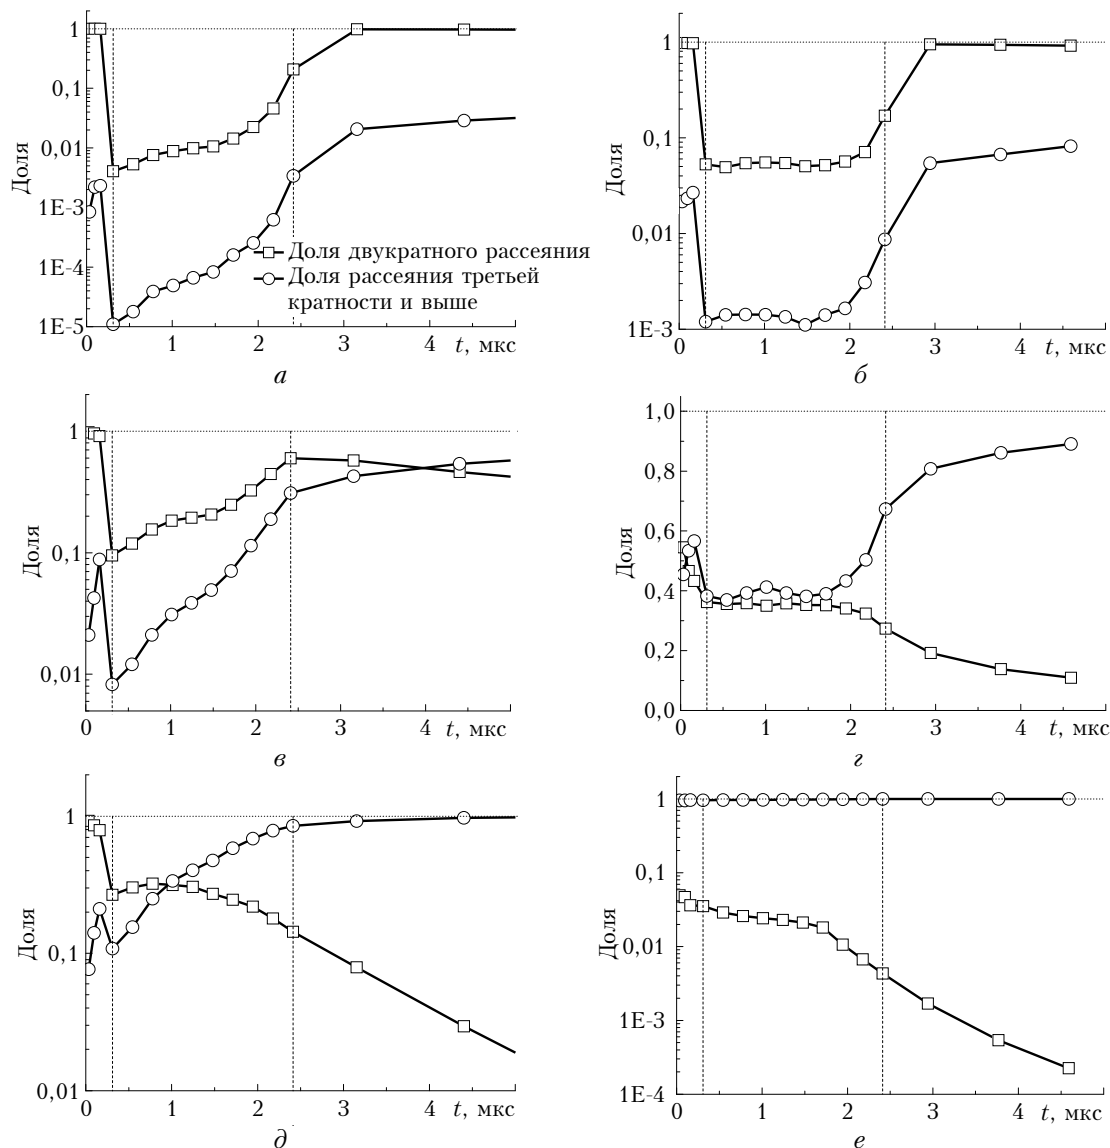 1
0,1
0,01
1E-3
1E-4
1E-5
Доля
Доля двукратного рассеяния
Доля рассеяния третьей
кратности и выше
0 1 2 3 4 t, мкс
а
1
0,1
0,01
1E-3
Доля
0 1 2 3 4 t, мкс
б
1
0,1
0,01
Доля
0 1 2 3 4 t, мкс
в
1,0
0,8
0,6
0,4
0,2
0,0
Доля
0 1 2 3 4 t, мкс
г
1
0,1
0,01
Доля
0 1 2 3 4 t, мкс
д
1
0,1
0,01
1E-3
1E-4
Доля
0 1 2 3 4 t, мкс
е